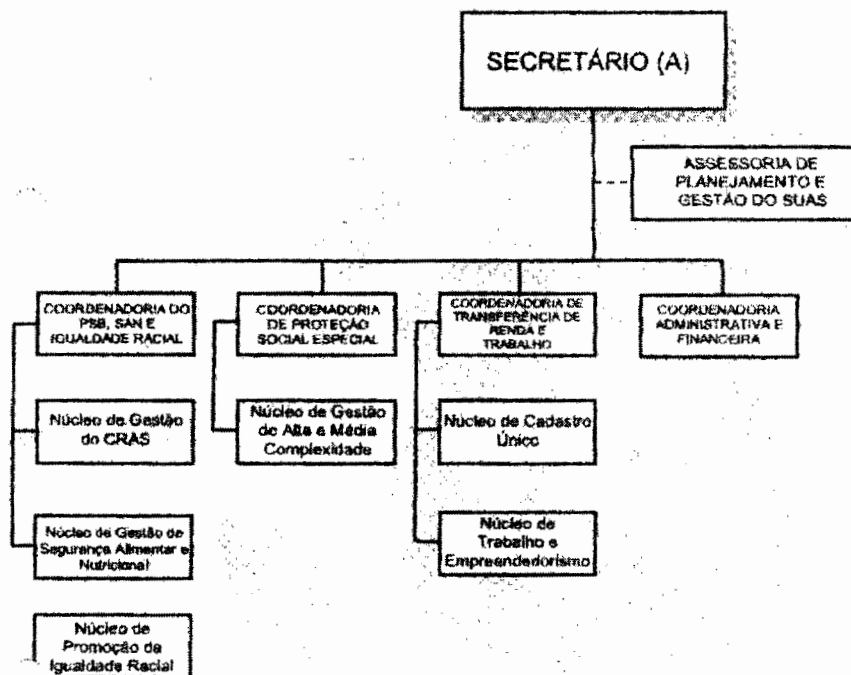 SECRETÁRIO (A)
ASSESSORIA DE
PLANEJAMENTO E
GESTÃO DO SUAS
COORDENADORIA DO
PSB, SAN E
IGUALDADE RACIAL
COORDENADORIA
DE PROTEÇÃO
SOCIAL ESPECIAL
COORDENADORIA DE
TRANSFERÊNCIA DE
RENDA E
TRABALHO
COORDENADORIA
ADMINISTRATIVA E
FINANCEIRA
Núcleo de Gestão
do CRAS
Núcleo de Gestão
de Alta e Média
Complexidade
Núcleo de Cadastro
Único
Núcleo de Gestão de
Segurança Alimentar e
Nutricional
Núcleo de
Trabalho e
Empreendedorismo
Núcleo de
Promoção da
Igualdade Racial